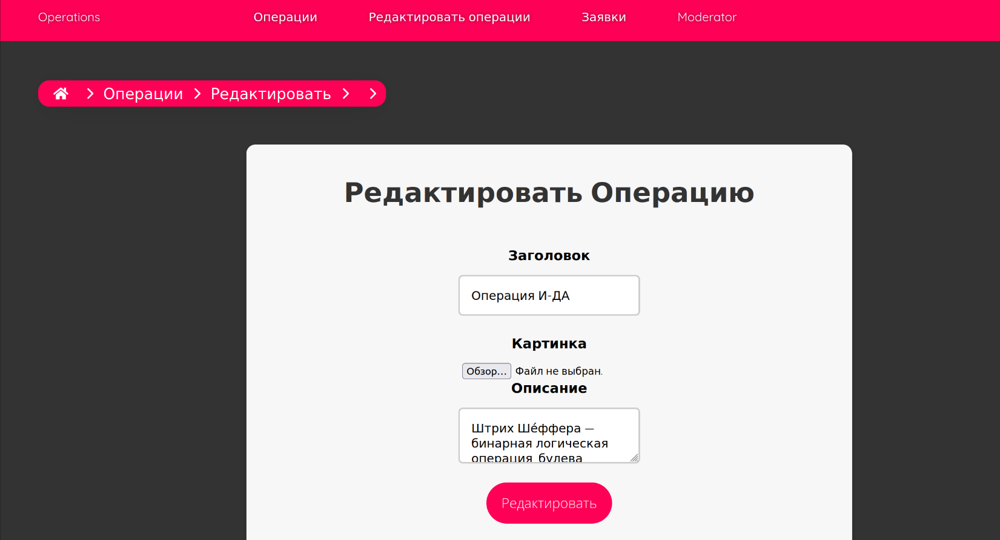 Operations Операции Редактировать операции Заявки Moderator
Операции Редактировать
Редактировать Операцию
Заголовок
Операция И-ДА
Картинка
Обзор... Файл не выбран.
Описание
Штрих Ше́ффера —
бинарная логическая
операция, булева
Редактировать